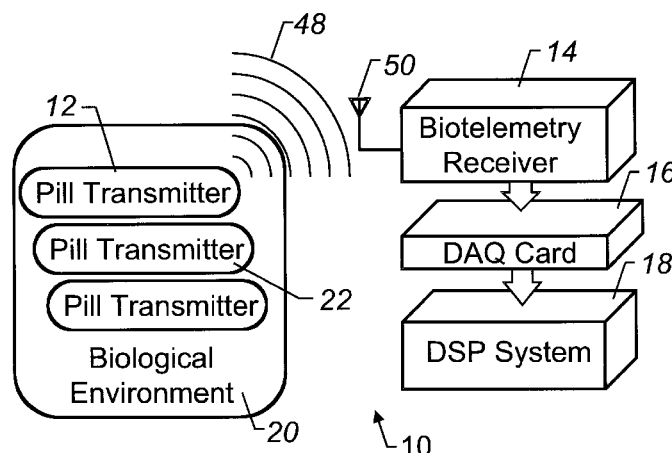 48
50
14
12
Biotelemetry
Receiver
16
Pill Transmitter
Pill Transmitter
DAQ Card
18
22
Pill Transmitter
DSP System
Biological
Environment
20
10